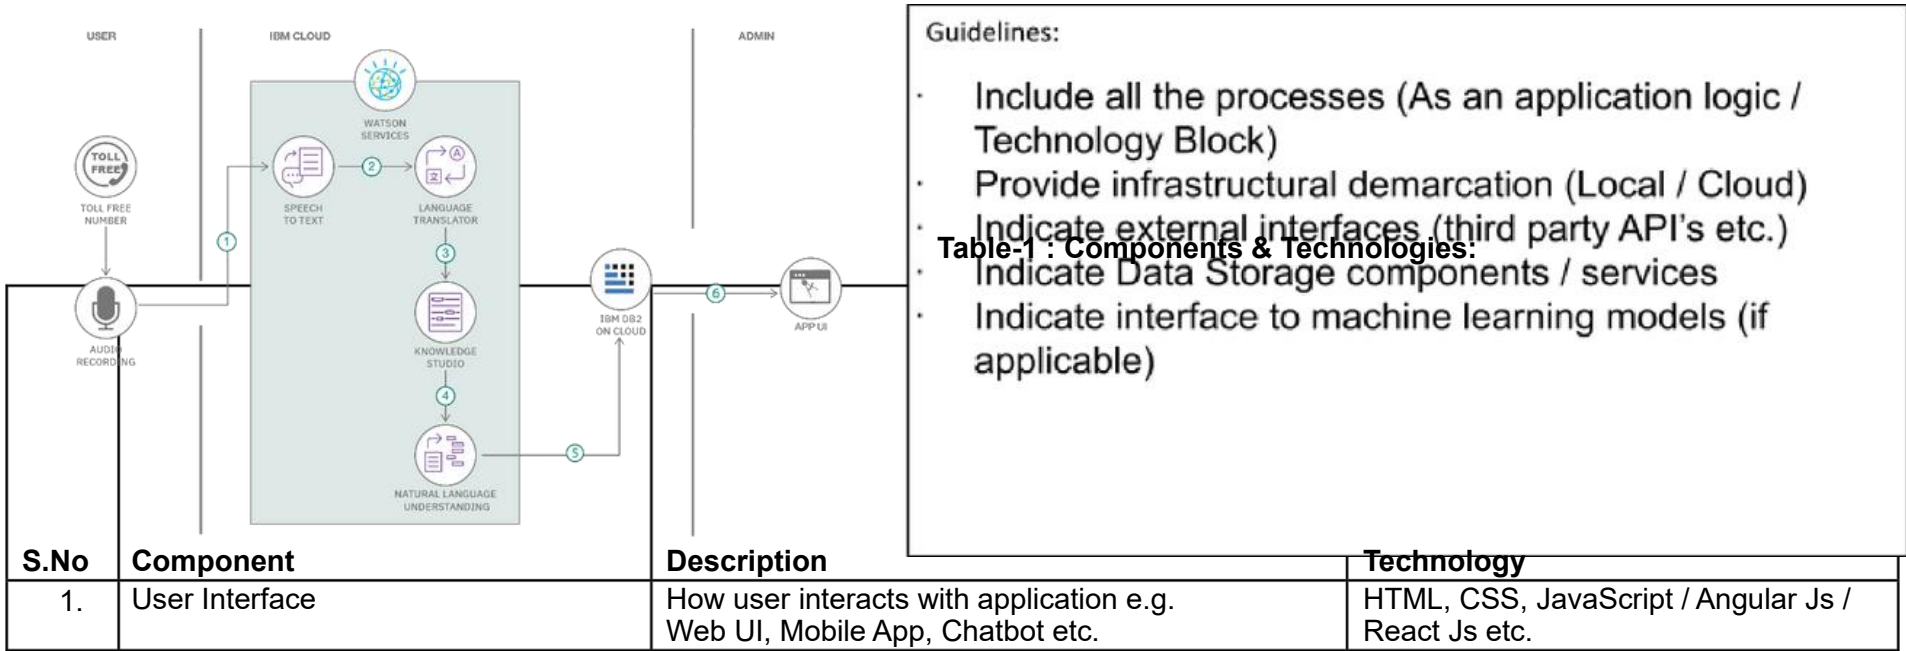 USER
IBM CLOUD
ADMIN
WATSON
SERVICES
TOLL
FREE
TOLL FREE
NUMBER
1
SPEECH
TO TEXT
2
LANGUAGE
TRANSLATOR
3
AUDIO
RECORDING
KNOWLEDGE
STUDIO
4
NATURAL LANGUAGE
UNDERSTANDING
5
IBM DB2
ON CLOUD
6
APP UI
Guidelines:
· Include all the processes (As an application logic /
Technology Block)
· Provide infrastructural demarcation (Local / Cloud)
· Indicate external interfaces (third party API's etc.)
Table-1 : Components & Technologies:
· Indicate Data Storage components / services
· Indicate interface to machine learning models (if
applicable)
S.No Component Description Technology
1. User Interface How user interacts with application e.g. HTML, CSS, JavaScript / Angular Js /
Web UI, Mobile App, Chatbot etc. React Js etc.